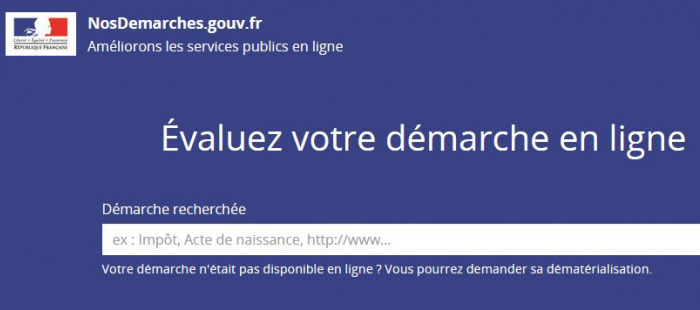 NosDemarches.gouv.fr
Liberté • Égalité • Fraternité
RÉPUBLIQUE FRANÇAISE
Améliorons les services publics en ligne
Évaluez votre démarche en ligne
Démarche recherchée
ex : Impôt, Acte de naissance, http://www...
Votre démarche n'était pas disponible en ligne ? Vous pourrez demander sa dématérialisation.